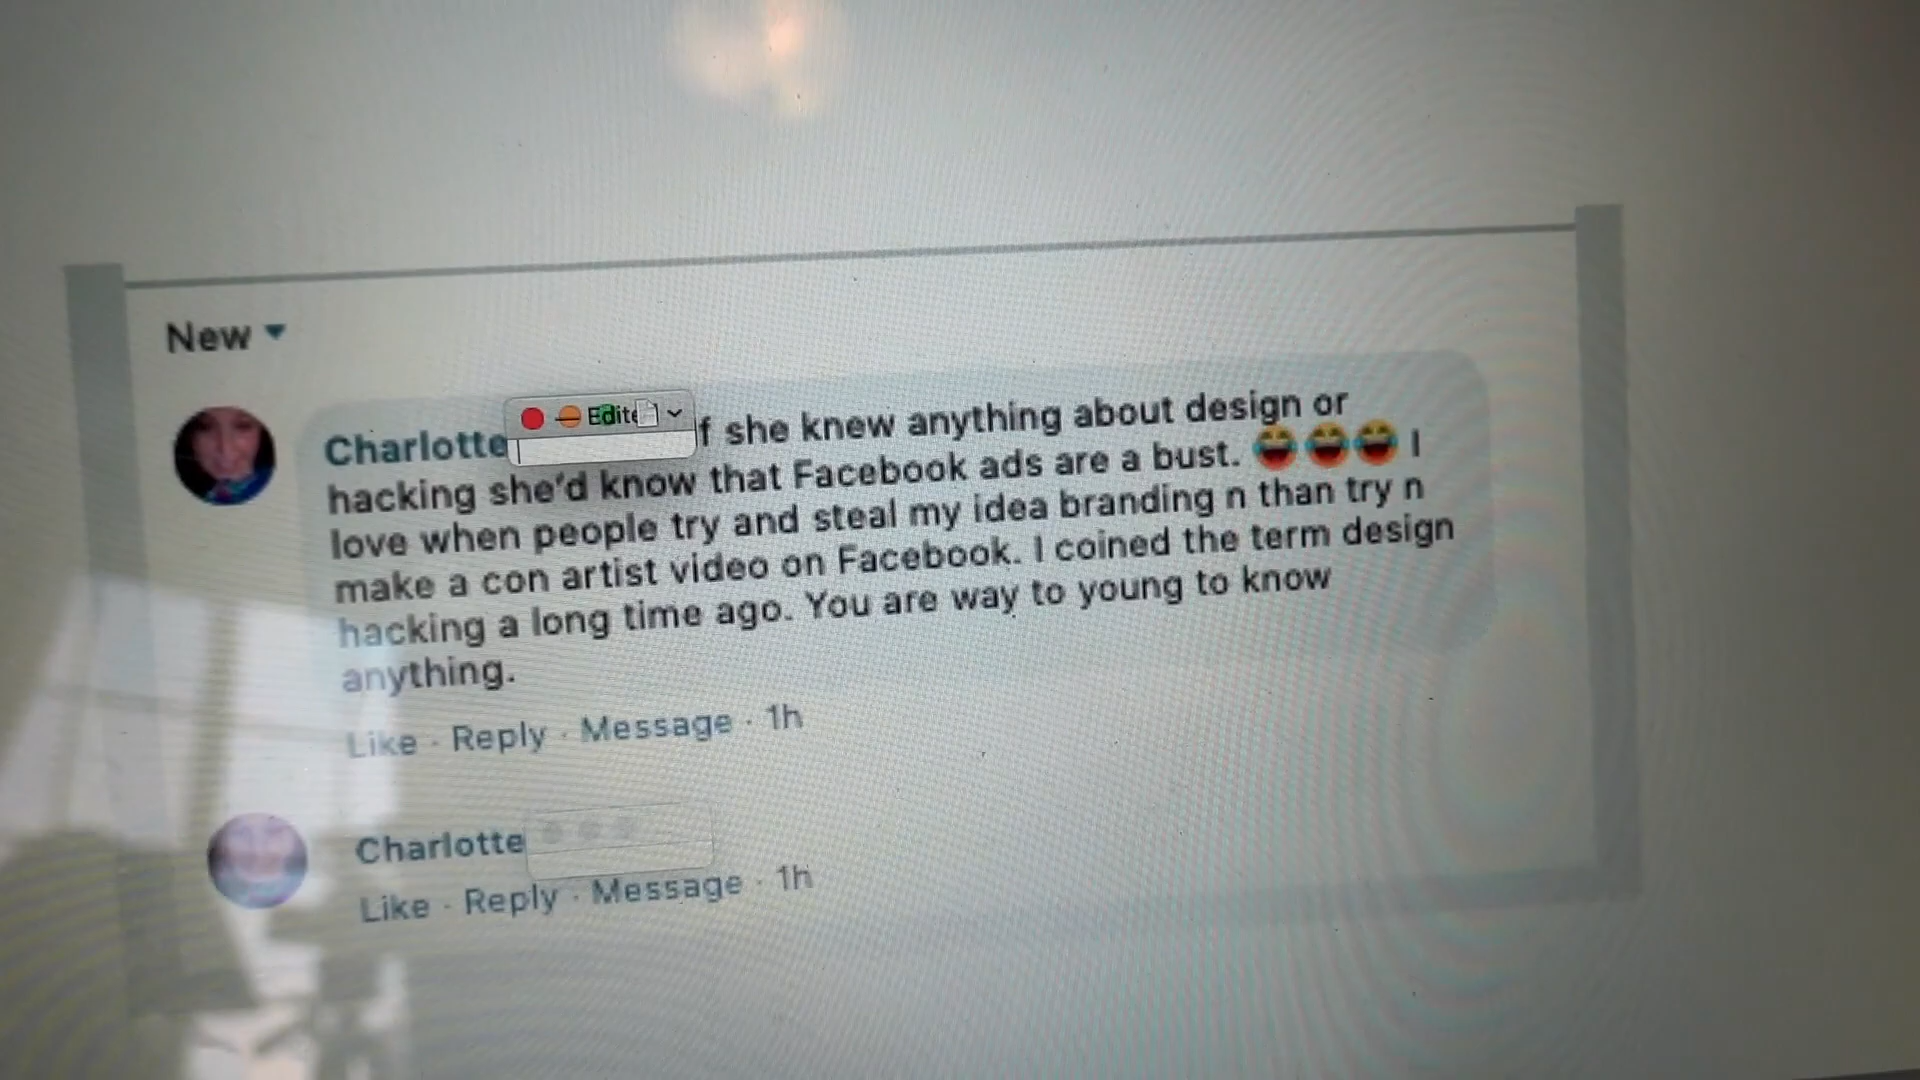 New
Charlotte f she knew anything about design or
hacking she'd know that Facebook ads are a bust. 😂😂😂 I
love when people try and steal my idea branding n than try n
make a con artist video on Facebook. I coined the term design
hacking a long time ago. You are way to young to know
anything.
Like · Reply · Message · 1h
Charlotte
Like · Reply · Message · 1h